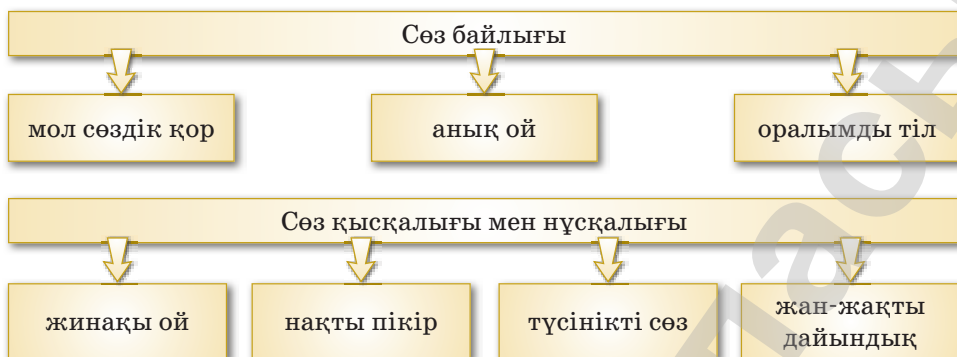 Сөз байлығы
мол сөздік қор
анық ой
оралымды тіл
Сөз қысқалығы мен нұсқалығы
жинақы ой
нақты пікір
түсінікті сөз
жан-жақты
дайындық